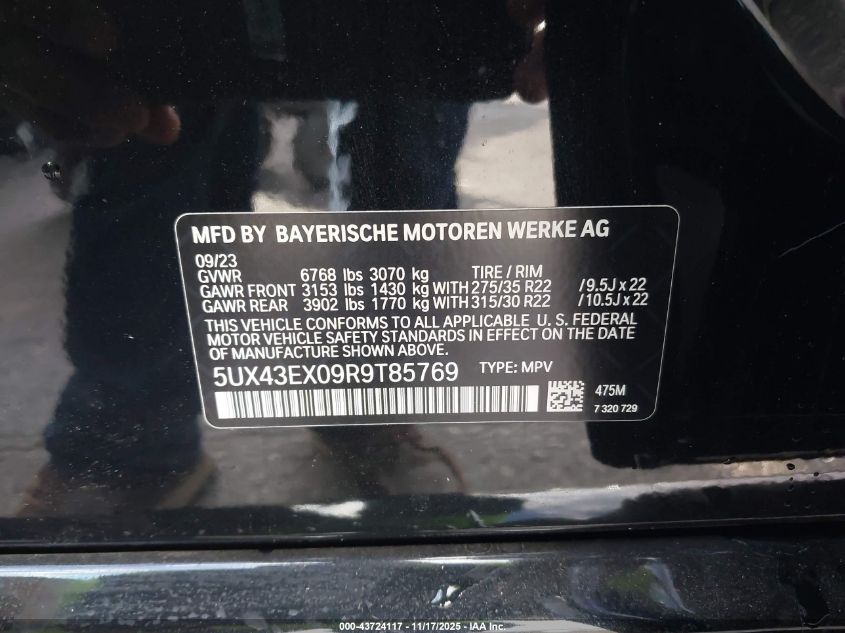 MFD BY BAYERISCHE MOTOREN WERKE AG
09/23
GVWR 6768 lbs 3070 kg TIRE / RIM
GAWR FRONT 3153 lbs 1430 kg WITH 275/35 R22 / 9.5J x 22
GAWR REAR 3902 lbs 1770 kg WITH 315/30 R22 / 10.5J x 22
THIS VEHICLE CONFORMS TO ALL APPLICABLE U. S. FEDERAL
MOTOR VEHICLE SAFETY STANDARDS IN EFFECT ON THE DATE
OF MANUFACTURE SHOWN ABOVE.
5UX43EX09R9T85769 TYPE: MPV
475M
7 320 729
000-43724117 - 11/17/2025 - IAA Inc.